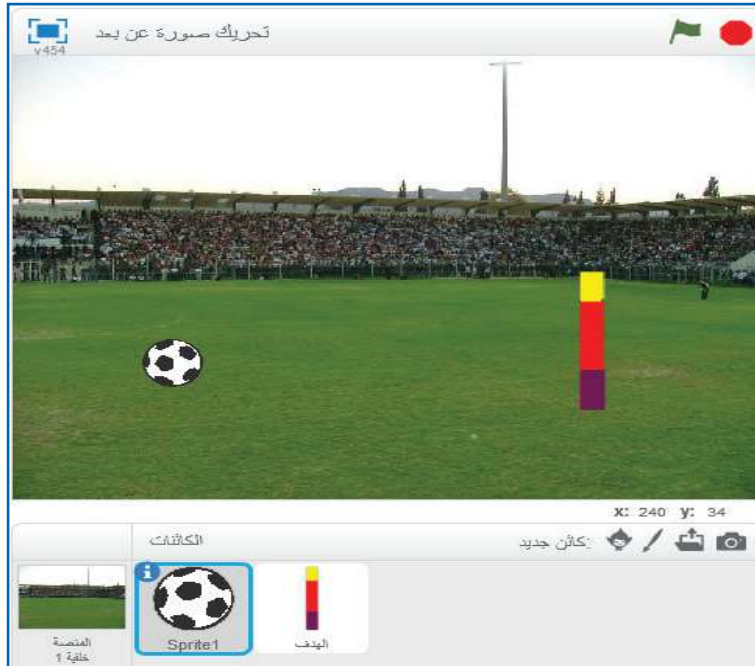 تحريك صورة عن بعد
v454
x: 240 y: 34
الكائنات
كائن جديد:
Sprite1
الهدف
المنصة
خلفية 1